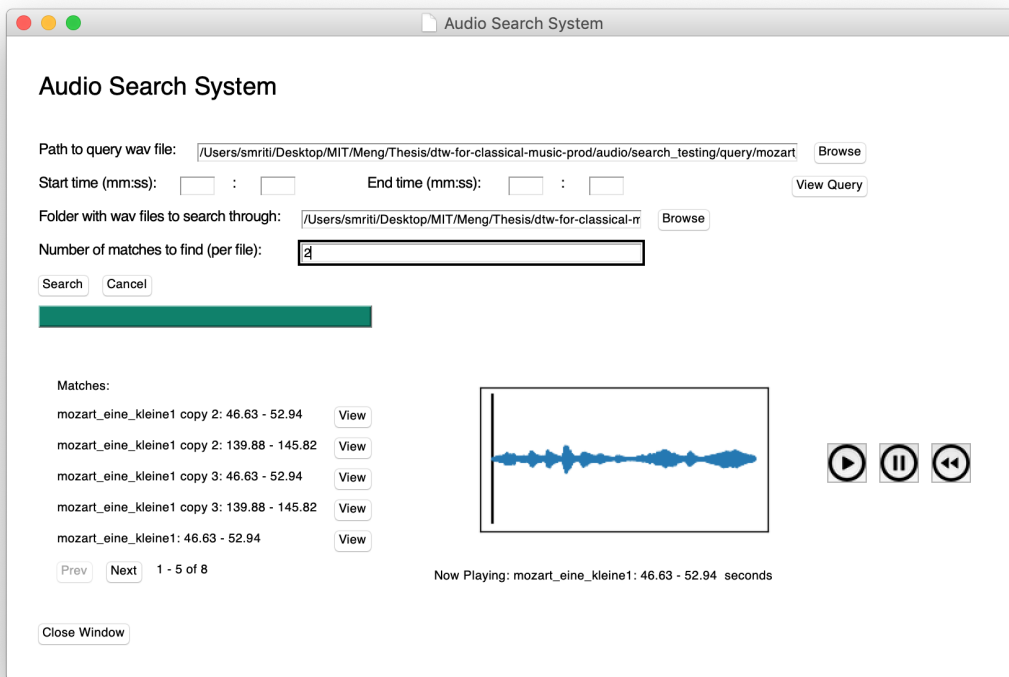 Audio Search System
Audio Search System
Path to query wav file: /Users/smriti/Desktop/MIT/Meng/Thesis/dtw-for-classical-music-prod/audio/search_testing/query/mozart Browse
Start time (mm:ss): : End time (mm:ss): : View Query
Folder with wav files to search through: /Users/smriti/Desktop/MIT/Meng/Thesis/dtw-for-classical-m Browse
Number of matches to find (per file): 2
Search Cancel
Matches:
mozart_eine_kleine1 copy 2: 46.63 - 52.94 View
mozart_eine_kleine1 copy 2: 139.88 - 145.82 View
mozart_eine_kleine1 copy 3: 46.63 - 52.94 View
mozart_eine_kleine1 copy 3: 139.88 - 145.82 View
mozart_eine_kleine1: 46.63 - 52.94 View
Prev Next 1 - 5 of 8
Now Playing: mozart_eine_kleine1: 46.63 - 52.94 seconds
Close Window